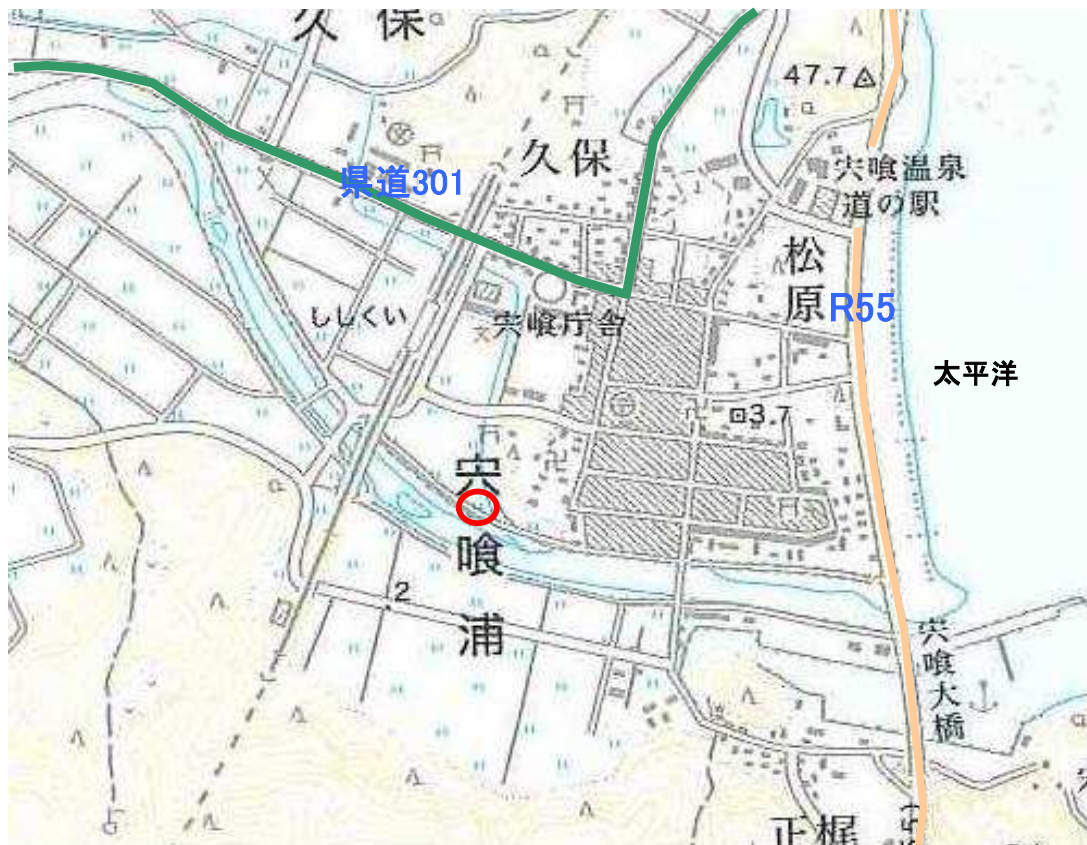 久保
47.7
久保
宍喰温泉
道の駅
県道301
松原
R55
ししくい
宍喰庁舎
太平洋
3.7
宍喰浦
2
宍喰大橋
正梶